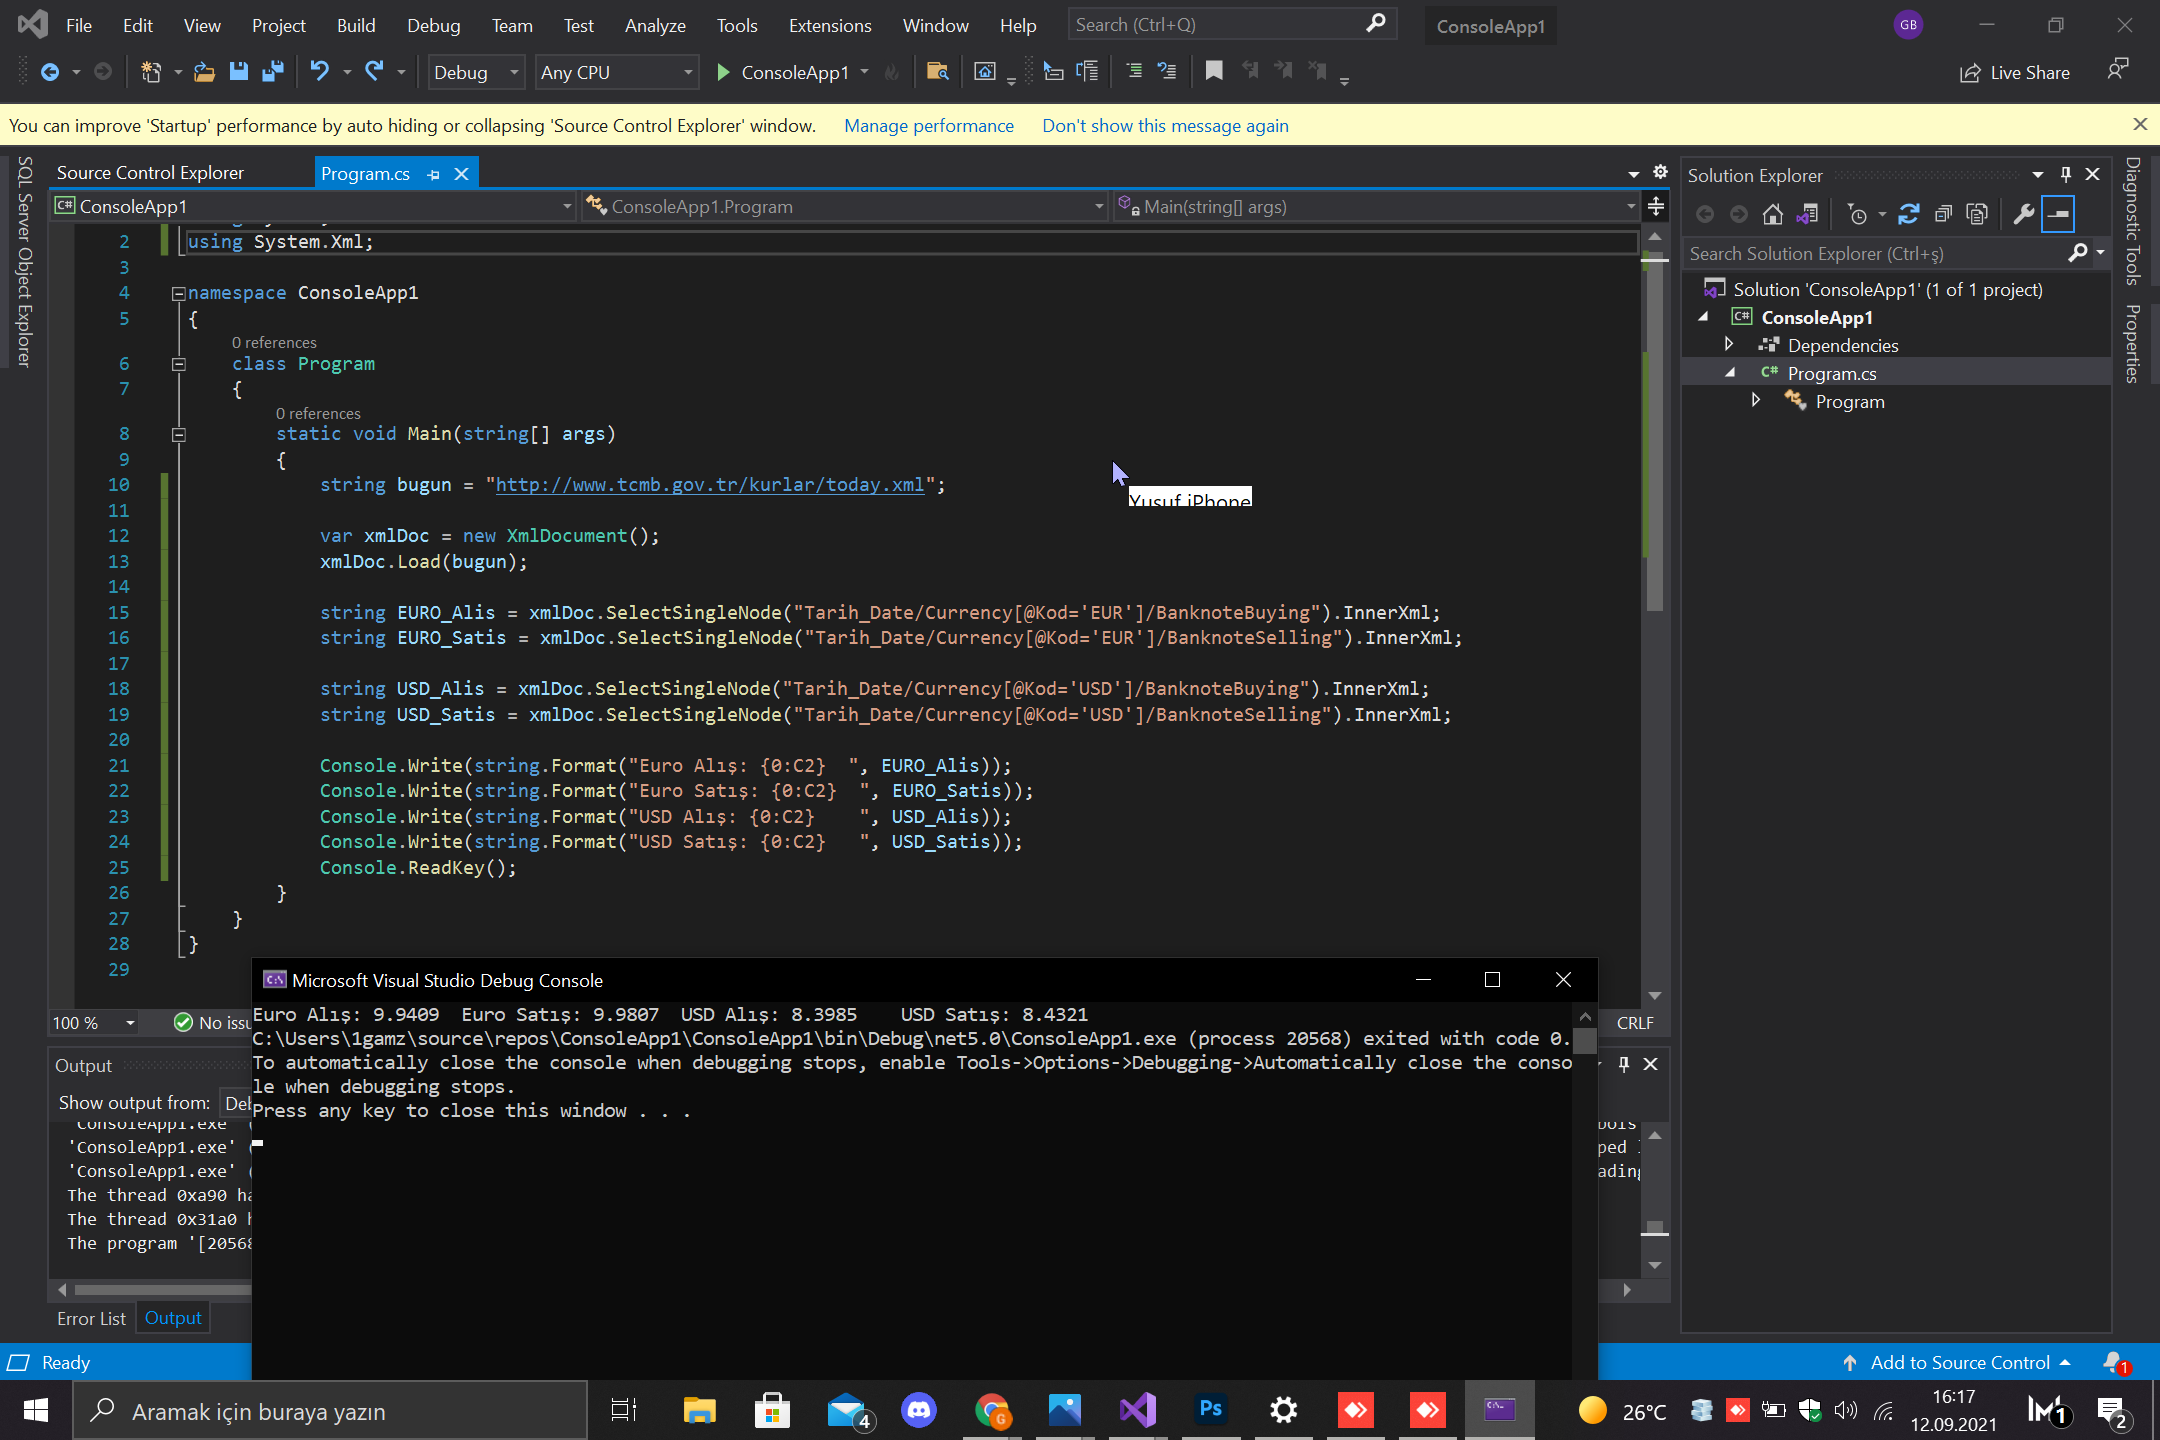 File Edit View Project Build Debug Team Test Analyze Tools Extensions Window Help Search (Ctrl+Q) ConsoleApp1 GB
Debug Any CPU ConsoleApp1 Live Share
You can improve 'Startup' performance by auto hiding or collapsing 'Source Control Explorer' window. Manage performance Don't show this message again
SQL Server Object Explorer
Source Control Explorer Program.cs
ConsoleApp1 ConsoleApp1.Program Main(string[] args)
2 using System.Xml;
3
4 namespace ConsoleApp1
5 {
0 references
6 class Program
7 {
0 references
8 static void Main(string[] args)
9 {
10 string bugun = "http://www.tcmb.gov.tr/kurlar/today.xml";
Yusuf iPhone
11
12 var xmlDoc = new XmlDocument();
13 xmlDoc.Load(bugun);
14
15 string EURO_Alis = xmlDoc.SelectSingleNode("Tarih_Date/Currency[@Kod='EUR']/BanknoteBuying").InnerXml;
16 string EURO_Satis = xmlDoc.SelectSingleNode("Tarih_Date/Currency[@Kod='EUR']/BanknoteSelling").InnerXml;
17
18 string USD_Alis = xmlDoc.SelectSingleNode("Tarih_Date/Currency[@Kod='USD']/BanknoteBuying").InnerXml;
19 string USD_Satis = xmlDoc.SelectSingleNode("Tarih_Date/Currency[@Kod='USD']/BanknoteSelling").InnerXml;
20
21 Console.Write(string.Format("Euro Alış: {0:C2}  ", EURO_Alis));
22 Console.Write(string.Format("Euro Satış: {0:C2}  ", EURO_Satis));
23 Console.Write(string.Format("USD Alış: {0:C2}    ", USD_Alis));
24 Console.Write(string.Format("USD Satış: {0:C2}   ", USD_Satis));
25 Console.ReadKey();
26 }
27 }
28 }
29
100 % No issu CRLF
Solution Explorer
Search Solution Explorer (Ctrl+ş)
Solution 'ConsoleApp1' (1 of 1 project)
ConsoleApp1
Dependencies
Program.cs
Program
Diagnostic Tools
Properties
Microsoft Visual Studio Debug Console
Euro Alış: 9.9409  Euro Satış: 9.9807  USD Alış: 8.3985    USD Satış: 8.4321
C:\Users\1gamz\source\repos\ConsoleApp1\ConsoleApp1\bin\Debug\net5.0\ConsoleApp1.exe (process 20568) exited with code 0.
To automatically close the console when debugging stops, enable Tools->Options->Debugging->Automatically close the conso
le when debugging stops.
Press any key to close this window . . .
Output
Show output from: Deb
'ConsoleApp1.exe' (
'ConsoleApp1.exe' ( ped
'ConsoleApp1.exe' ( ading
The thread 0xa90 ha
The thread 0x31a0 h
The program '[20568
Error List Output
Ready Add to Source Control 1
Aramak için buraya yazın 4 G Ps 26°C 16:17 12.09.2021 1 2